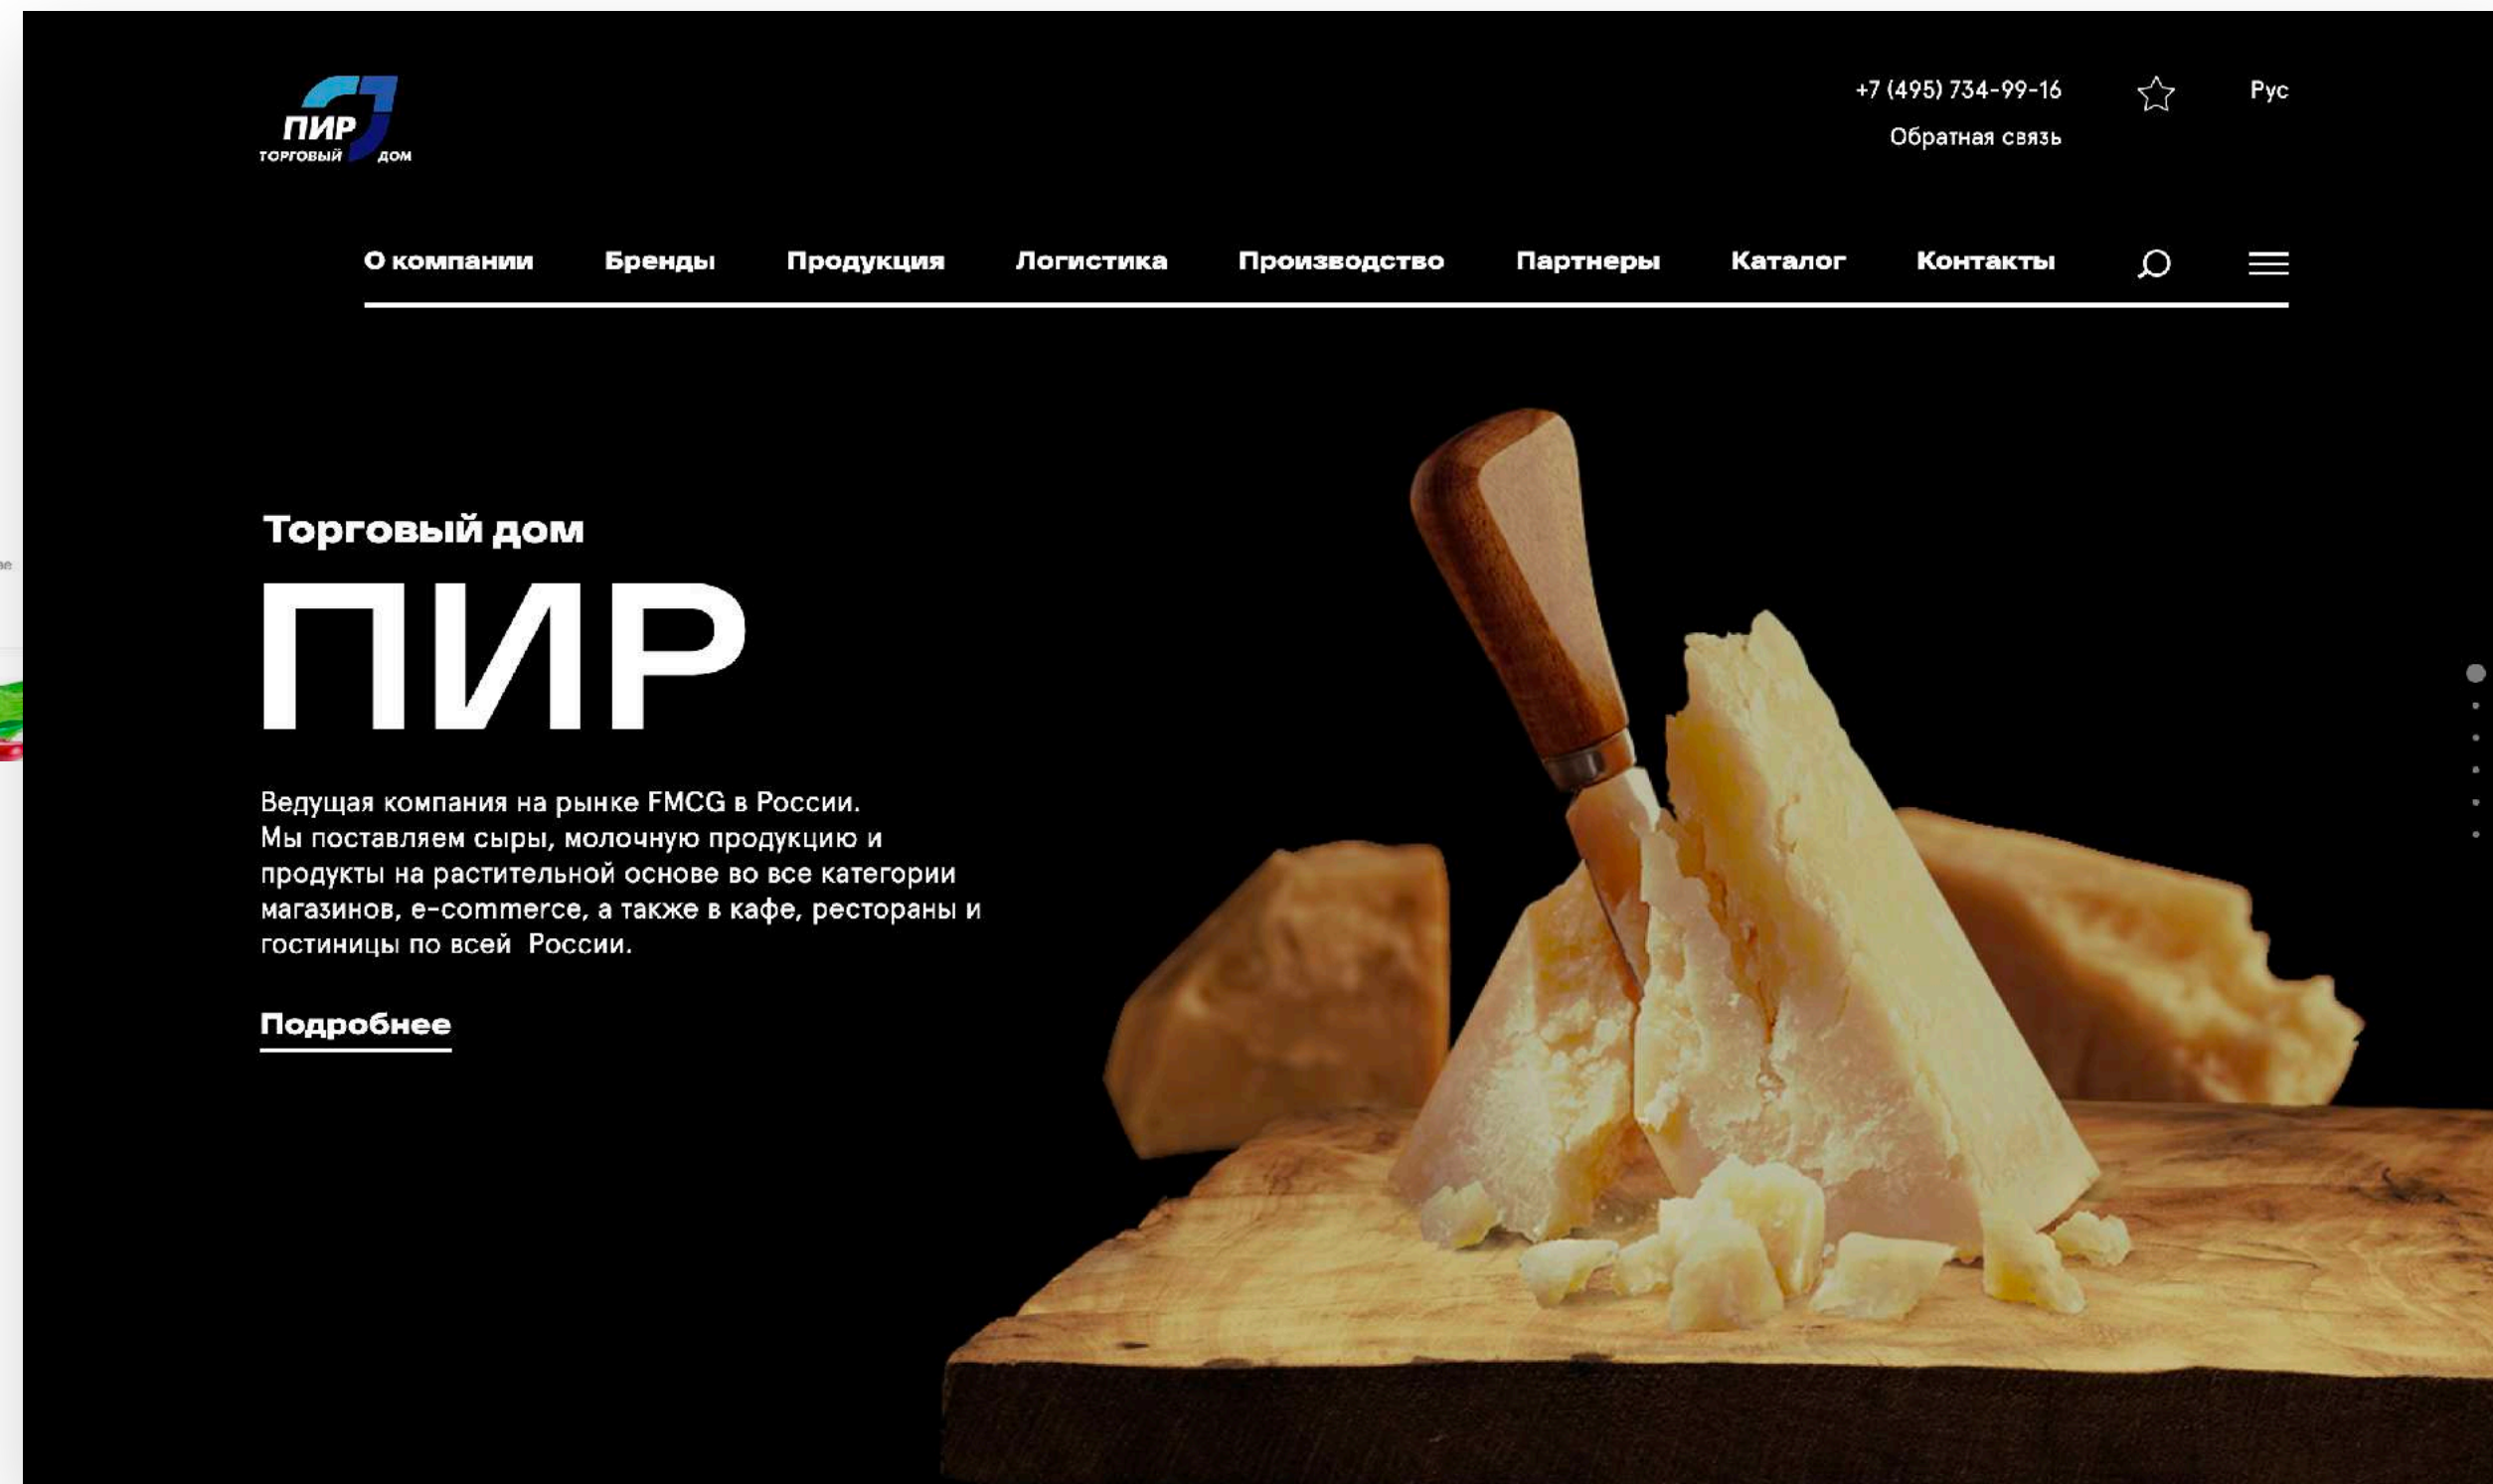 ПИР
ТОРГОВЫЙ ДОМ
+7 (495) 734-99-16
Рус
Обратная связь
О компании Бренды Продукция Логистика Производство Партнеры Каталог Контакты
Торговый дом
ПИР
Ведущая компания на рынке FMCG в России.
Мы поставляем сыры, молочную продукцию и
продукты на растительной основе во все категории
магазинов, e-commerce, а также в кафе, рестораны и
гостиницы по всей  России.
Подробнее